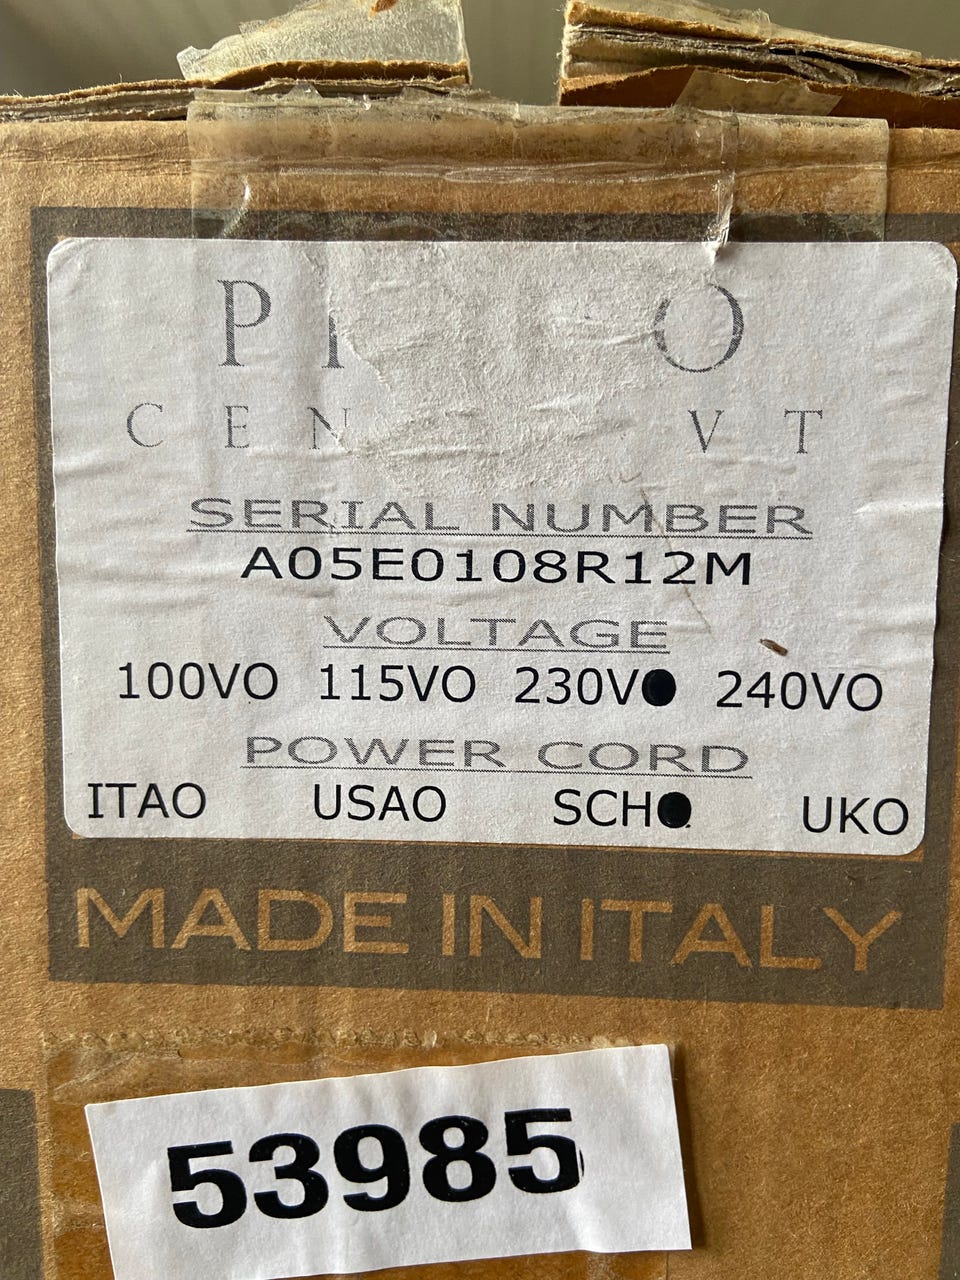 SERIAL NUMBER
A05E0108R12M
VOLTAGE
100VO 115VO 230V● 240VO
POWER CORD
ITAO USAO SCH● UKO
MADE IN ITALY
53985